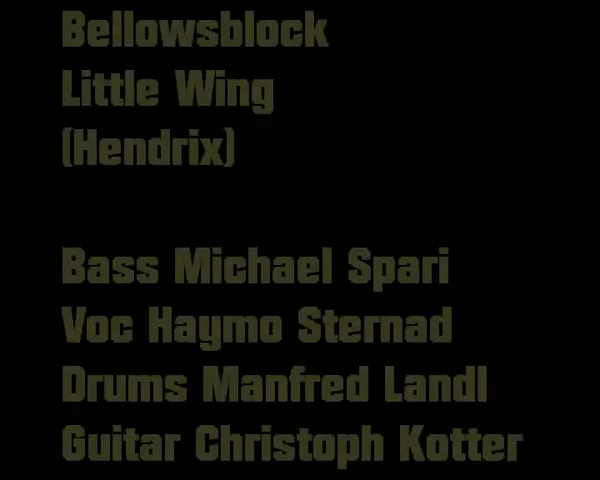 Bellowsblock
Little Wing
(Hendrix)
Bass Michael Spari
Voc Haymo Sternad
Drums Manfred Landl
Guitar Christoph Kotter